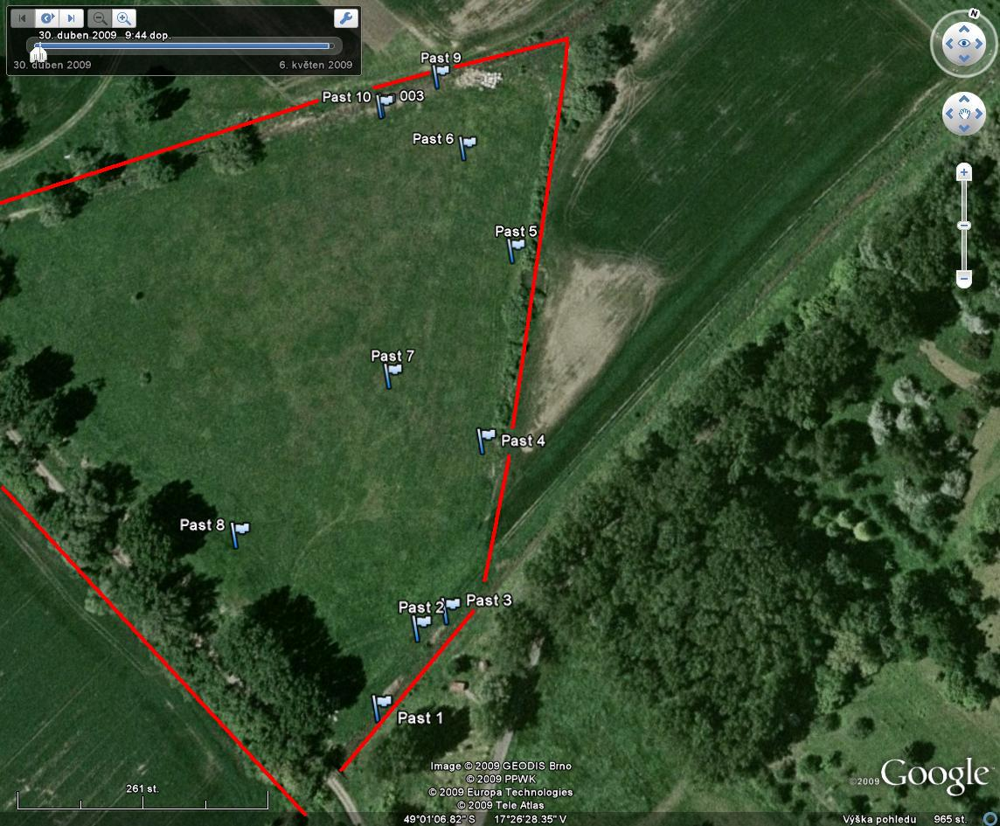 30. duben 2009   9:44 dop.
30. duben 2009
6. květen 2009
N
Past 9
Past 10
003
Past 6
Past 5
Past 7
Past 4
Past 8
Past 3
Past 2
Past 1
Image © 2009 GEODIS Brno
© 2009 PPWK
© 2009 Europa Technologies
© 2009 Tele Atlas
©2009 Google™
261 st.
49°01'06.82" S   17°26'28.35" V
Výška pohledu   965 st.